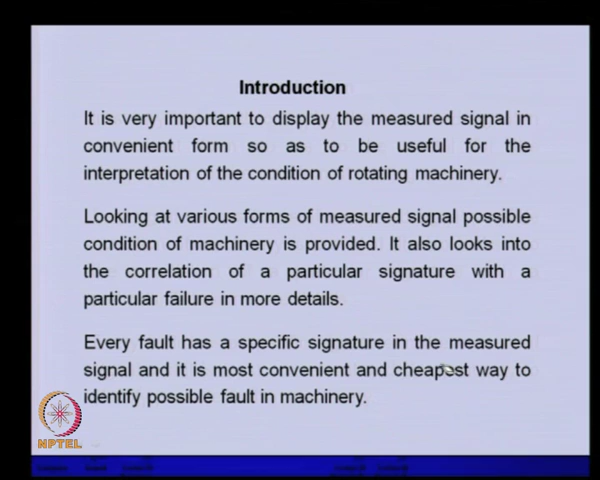 Introduction
It is very important to display the measured signal in
convenient form so as to be useful for the
interpretation of the condition of rotating machinery.
Looking at various forms of measured signal possible
condition of machinery is provided. It also looks into
the correlation of a particular signature with a
particular failure in more details.
Every fault has a specific signature in the measured
signal and it is most convenient and cheapest way to
identify possible fault in machinery.
NPTEL